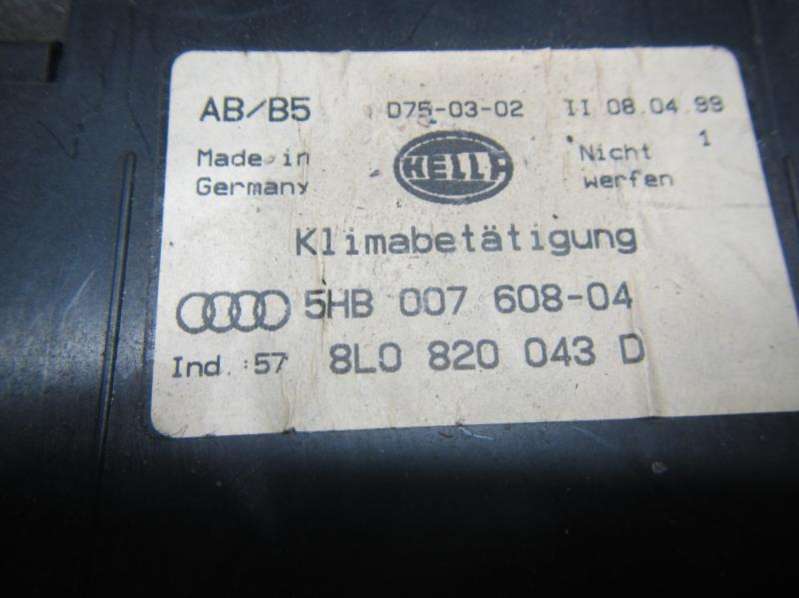 AB/B5 D75-03-02 II 08.04.99
Made in HELLA Nicht 1
Germany werfen
Klimabetätigung
5HB 007 608-04
Ind.:57 8L0 820 043 D